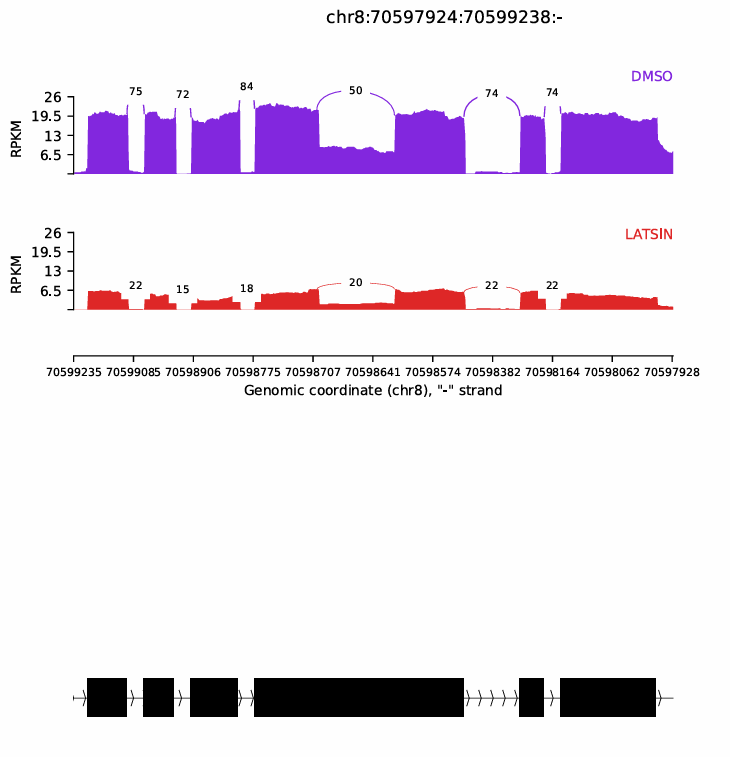 chr8:70597924:70599238:-
DMSO
RPKM
26
19.5
13
6.5
75
72
84
50
74
74
LATSIN
RPKM
26
19.5
13
6.5
22
15
18
20
22
22
70599235 70599085 70598906 70598775 70598707 70598641 70598574 70598382 70598164 70598062 70597928
Genomic coordinate (chr8), "-" strand